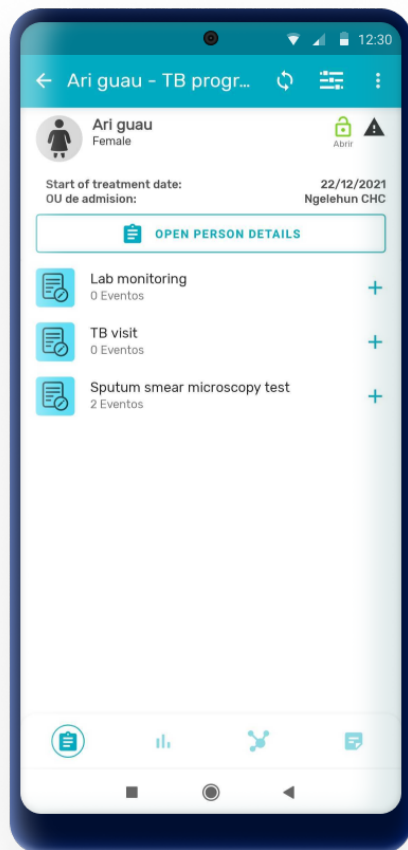 12:30
Ari guau - TB progr...
Ari guau
Female
Abrir
Start of treatment date: 22/12/2021
OU de admision: Ngelehun CHC
OPEN PERSON DETAILS
Lab monitoring
0 Eventos
TB visit
0 Eventos
Sputum smear microscopy test
2 Eventos